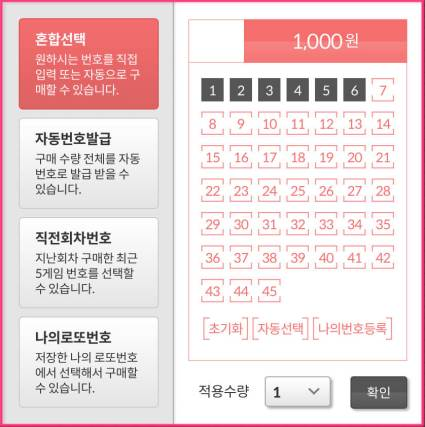 혼합선택
원하시는 번호를 직접
입력 또는 자동으로 구
매할 수 있습니다.
자동번호발급
구매 수량 전체를 자동
번호로 발급 받을 수
있습니다.
직전회차번호
지난회차 구매한 최근
5게임 번호를 선택할
수 있습니다.
나의로또번호
저장한 나의 로또번호
에서 선택해서 구매할
수 있습니다.
1,000원
1 2 3 4 5 6 7
8 9 10 11 12 13 14
15 16 17 18 19 20 21
22 23 24 25 26 27 28
29 30 31 32 33 34 35
36 37 38 39 40 41 42
43 44 45
초기화 자동선택 나의번호등록
적용수량 1 확인